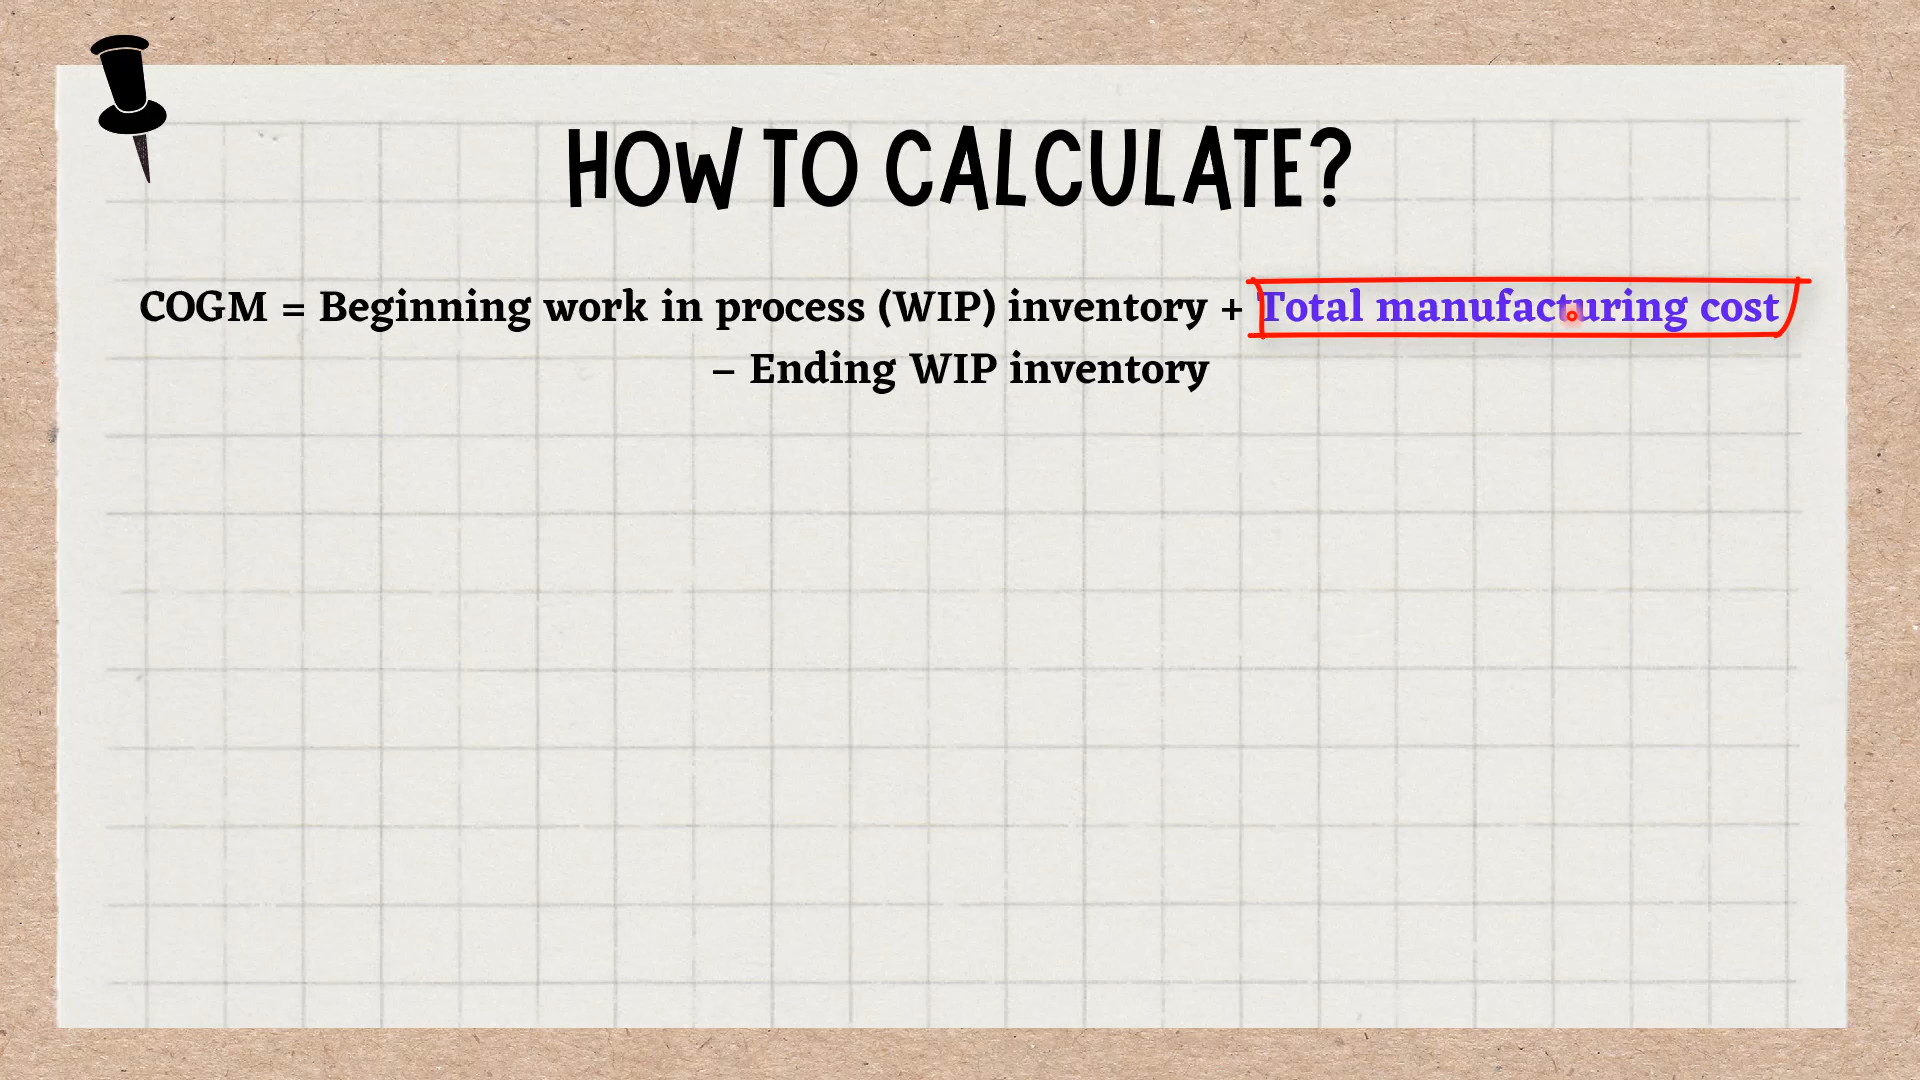 HOW TO CALCULATE?
COGM = Beginning work in process (WIP) inventory + Total manufacturing cost
– Ending WIP inventory